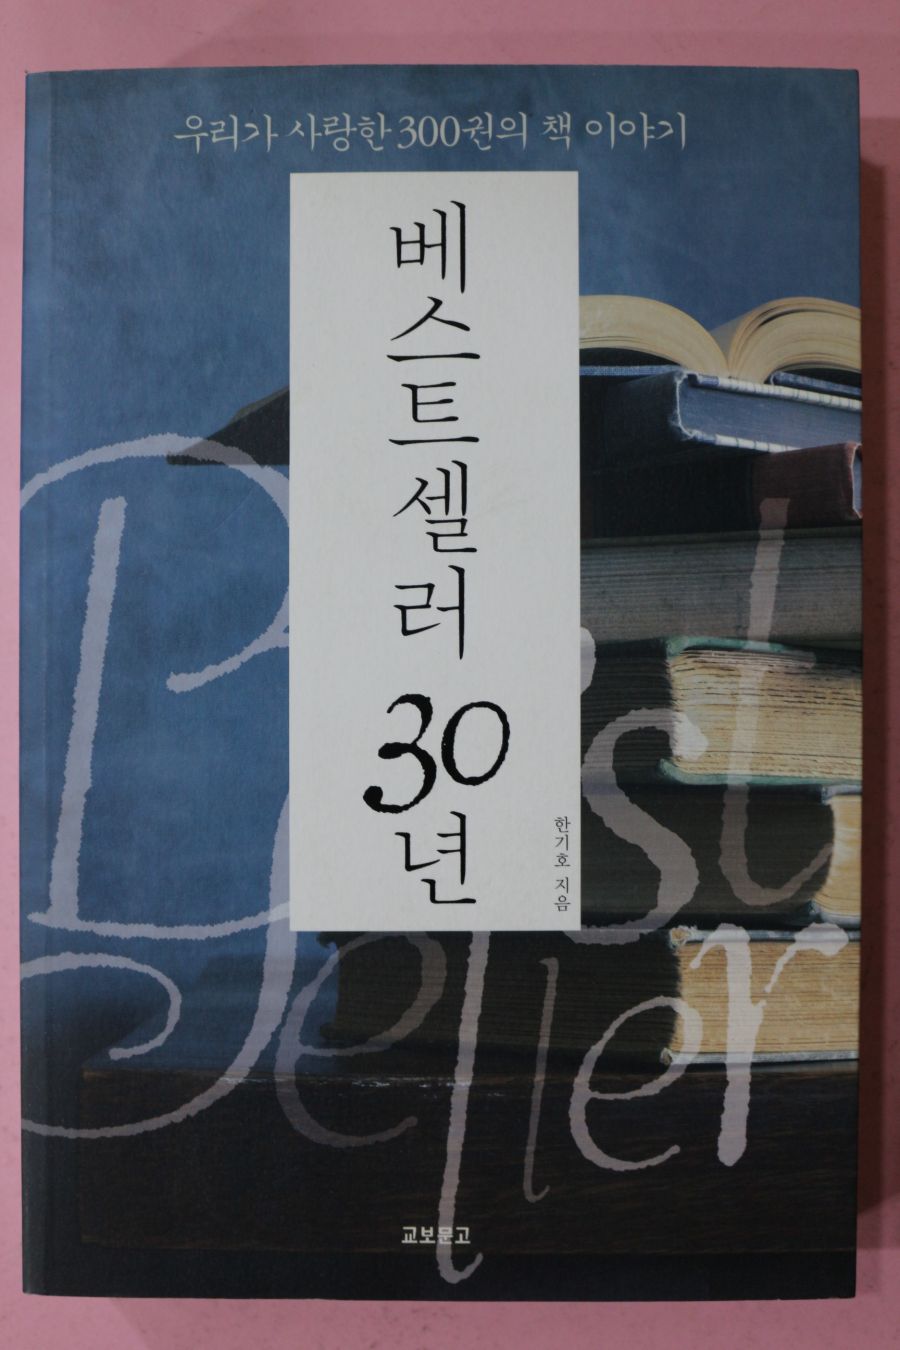 우리가 사랑한 300권의 책 이야기
베스트셀러 30년
한기호 지음
Best
Seller
교보문고